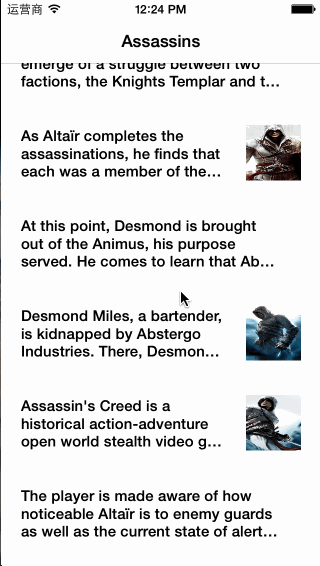 运营商 12:24 PM
Assassins
emerge of a struggle between two
factions, the Knights Templar and t…
As Altaïr completes the
assassinations, he finds that
each was a member of the…
At this point, Desmond is brought
out of the Animus, his purpose
served. He comes to learn that Ab…
Desmond Miles, a bartender,
is kidnapped by Abstergo
Industries. There, Desmon…
Assassin's Creed is a
historical action-adventure
open world stealth video g…
The player is made aware of how
noticeable Altaïr is to enemy guards
as well as the current state of alert…